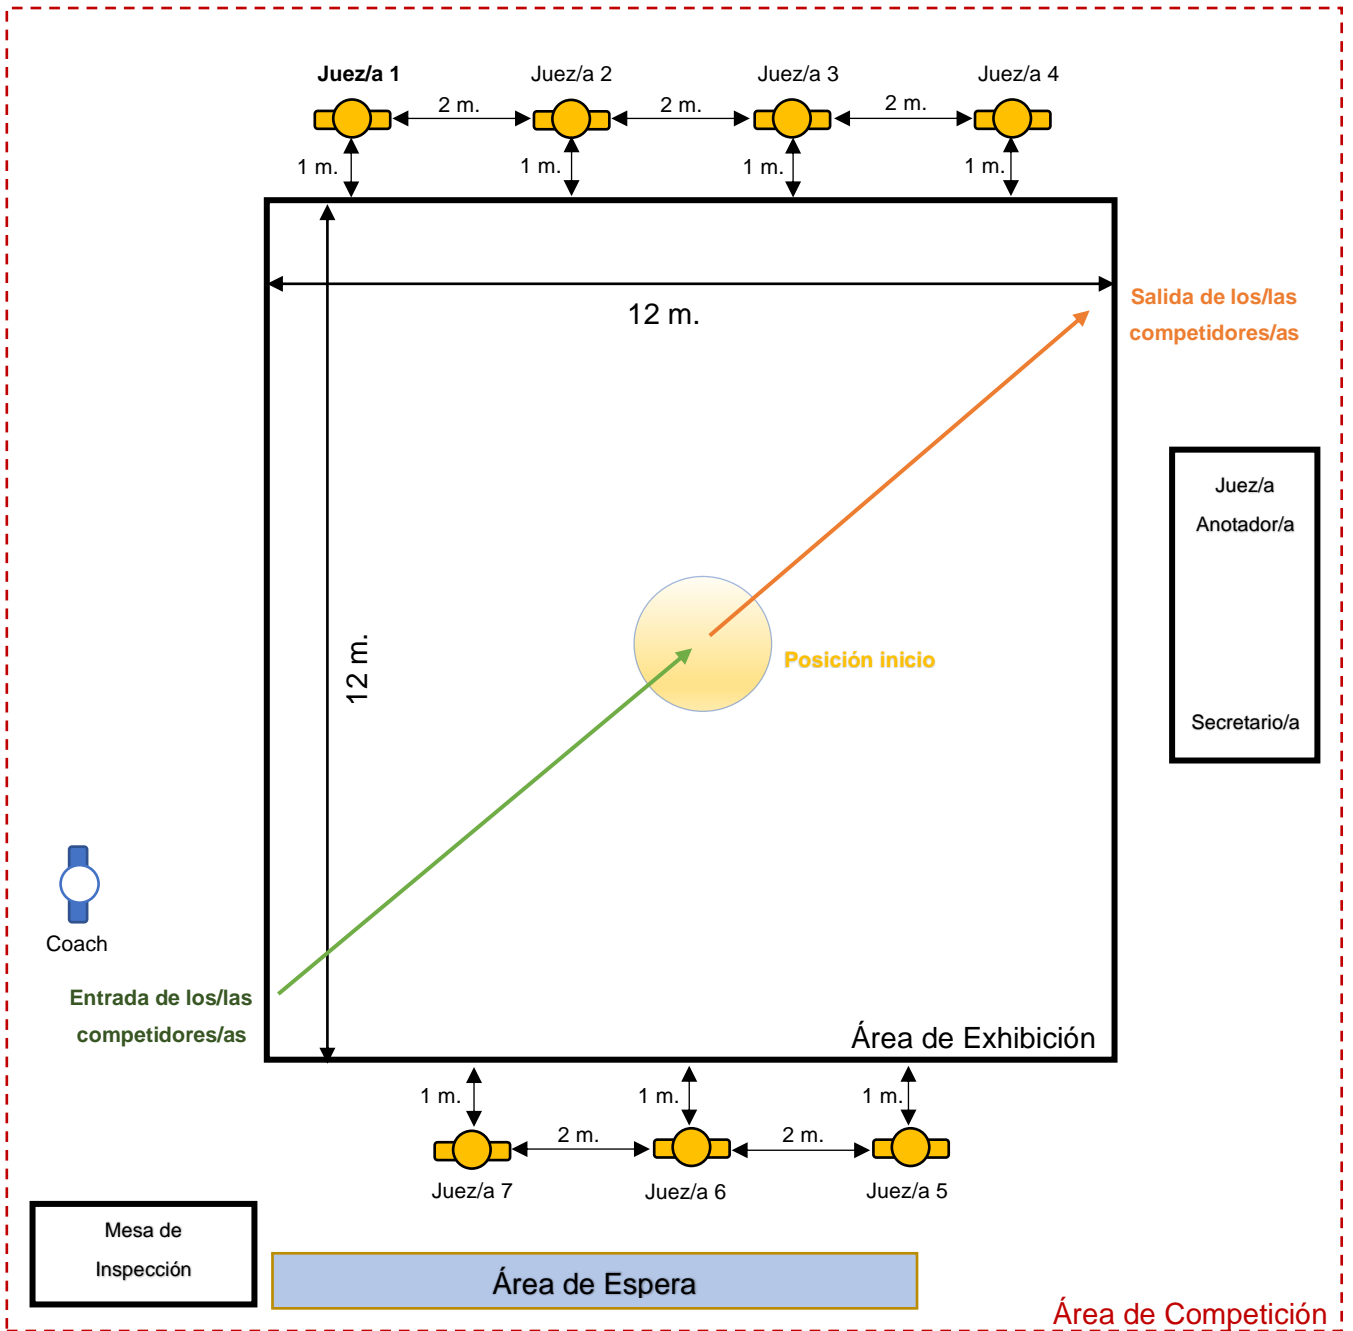 Juez/a 1
Juez/a 2
Juez/a 3
Juez/a 4
2 m.
2 m.
2 m.
1 m.
1 m.
1 m.
1 m.
12 m.
Salida de los/las
competidores/as
12 m.
Posición inicio
Juez/a
Anotador/a
Secretario/a
Coach
Entrada de los/las
competidores/as
Área de Exhibición
1 m.
1 m.
1 m.
2 m.
2 m.
Juez/a 7
Juez/a 6
Juez/a 5
Mesa de
Inspección
Área de Espera
Área de Competición